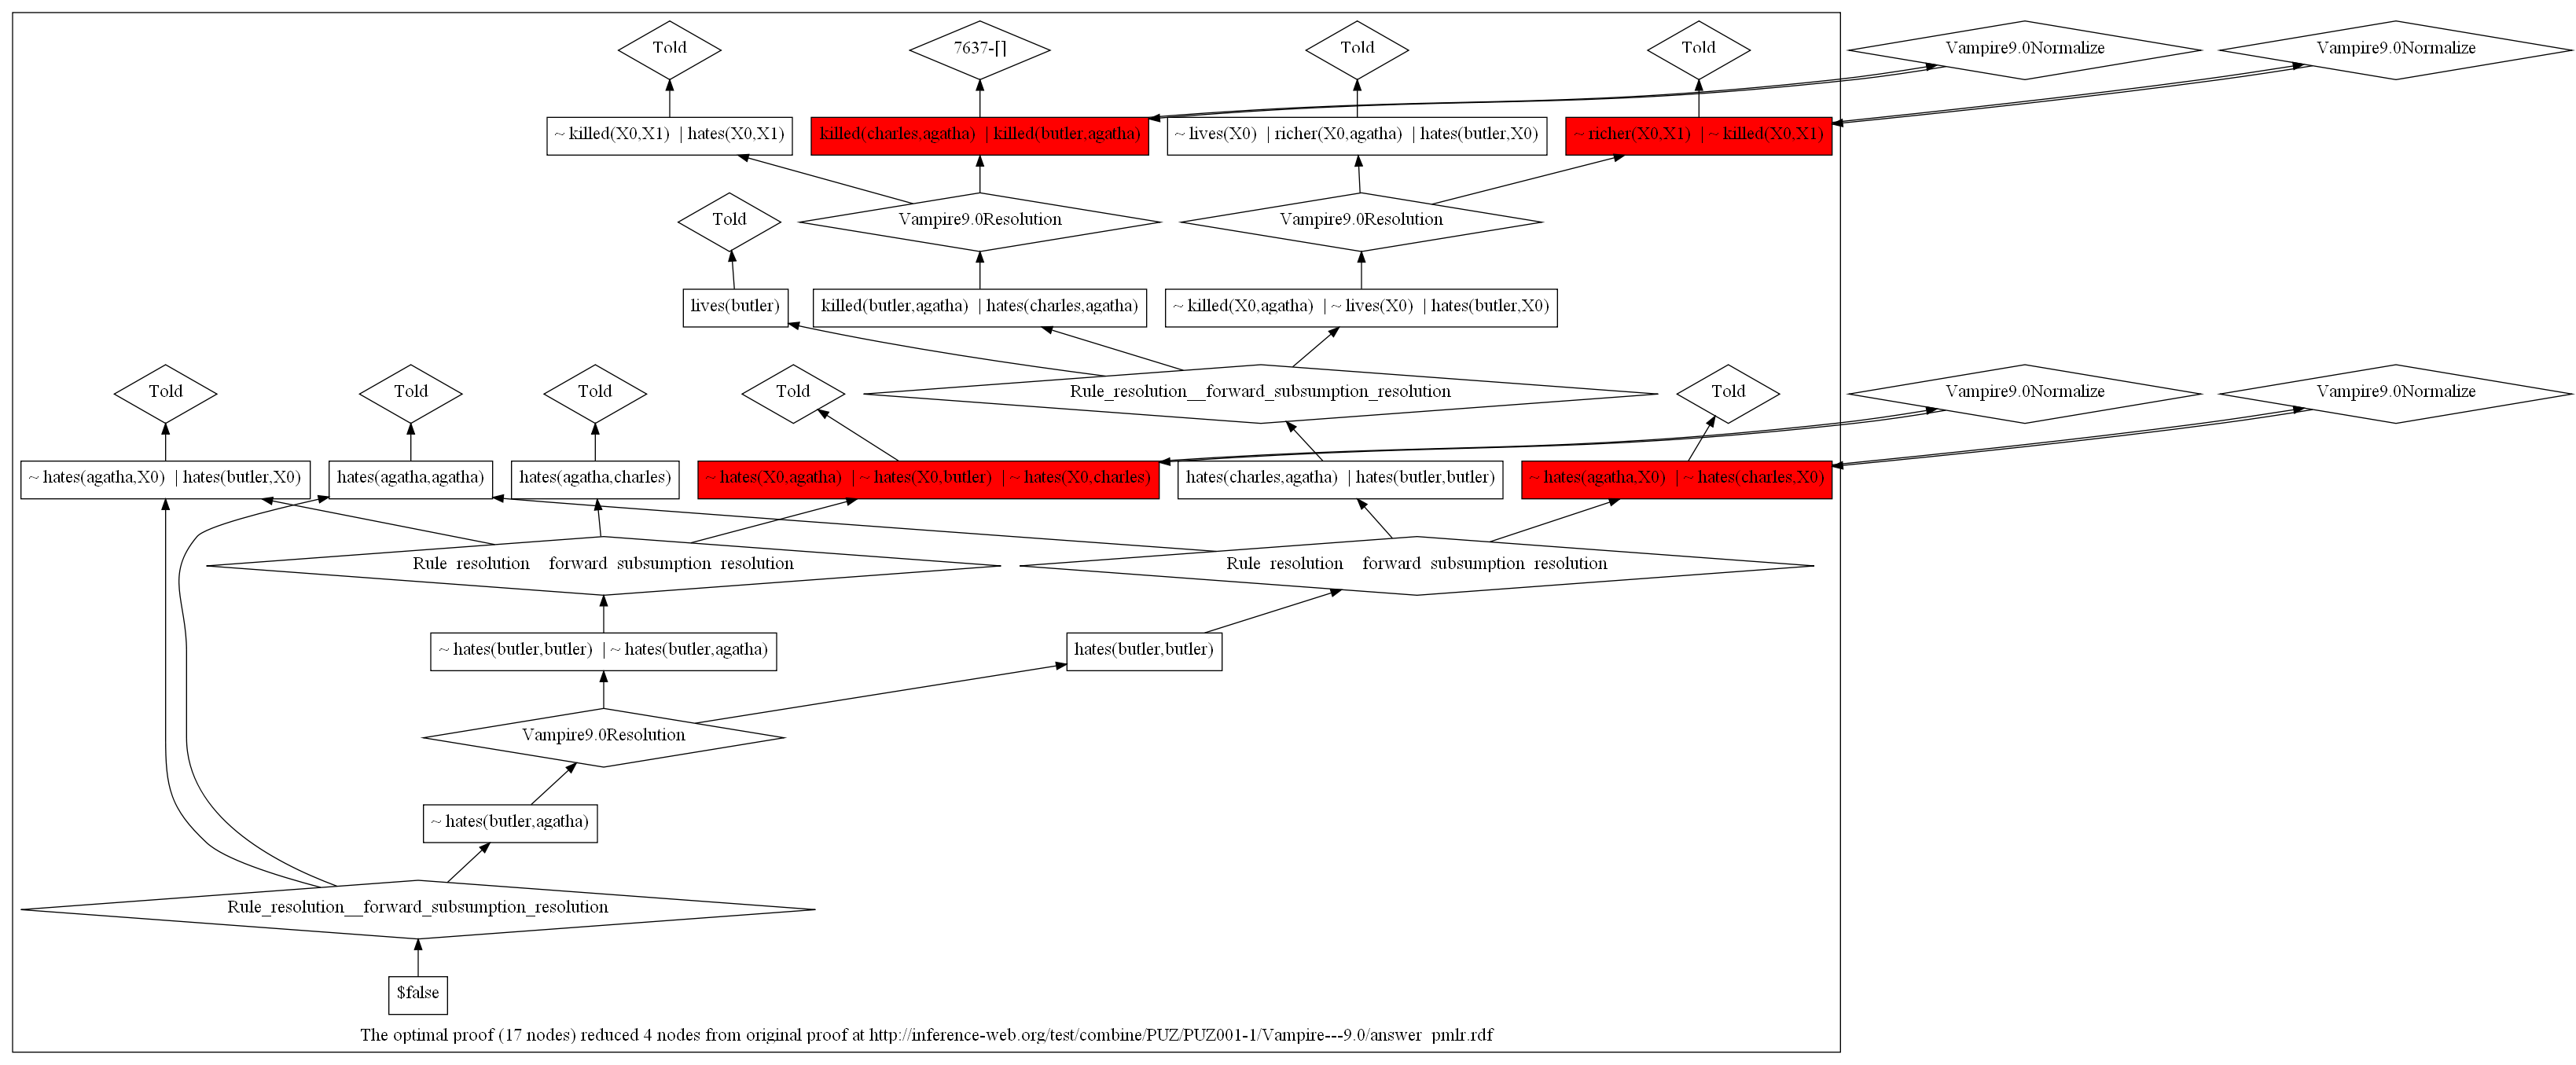 Told
7637-[]
Told
Told
Vampire9.0Normalize
Vampire9.0Normalize
~ killed(X0,X1) | hates(X0,X1)
killed(charles,agatha) | killed(butler,agatha)
~ lives(X0) | richer(X0,agatha) | hates(butler,X0)
~ richer(X0,X1) | ~ killed(X0,X1)
Told
Vampire9.0Resolution
Vampire9.0Resolution
lives(butler)
killed(butler,agatha) | hates(charles,agatha)
~ killed(X0,agatha) | ~ lives(X0) | hates(butler,X0)
Told
Told
Told
Told
Rule_resolution__forward_subsumption_resolution
Told
Vampire9.0Normalize
Vampire9.0Normalize
~ hates(agatha,X0) | hates(butler,X0)
hates(agatha,agatha)
hates(agatha,charles)
~ hates(X0,agatha) | ~ hates(X0,butler) | ~ hates(X0,charles)
hates(charles,agatha) | hates(butler,butler)
~ hates(agatha,X0) | ~ hates(charles,X0)
Rule resolution forward subsumption resolution
Rule resolution forward subsumption resolution
~ hates(butler,butler) | ~ hates(butler,agatha)
hates(butler,butler)
Vampire9.0Resolution
~ hates(butler,agatha)
Rule_resolution__forward_subsumption_resolution
$false
The optimal proof (17 nodes) reduced 4 nodes from original proof at http://inference-web.org/test/combine/PUZ/PUZ001-1/Vampire---9.0/answer pmlr.rdf